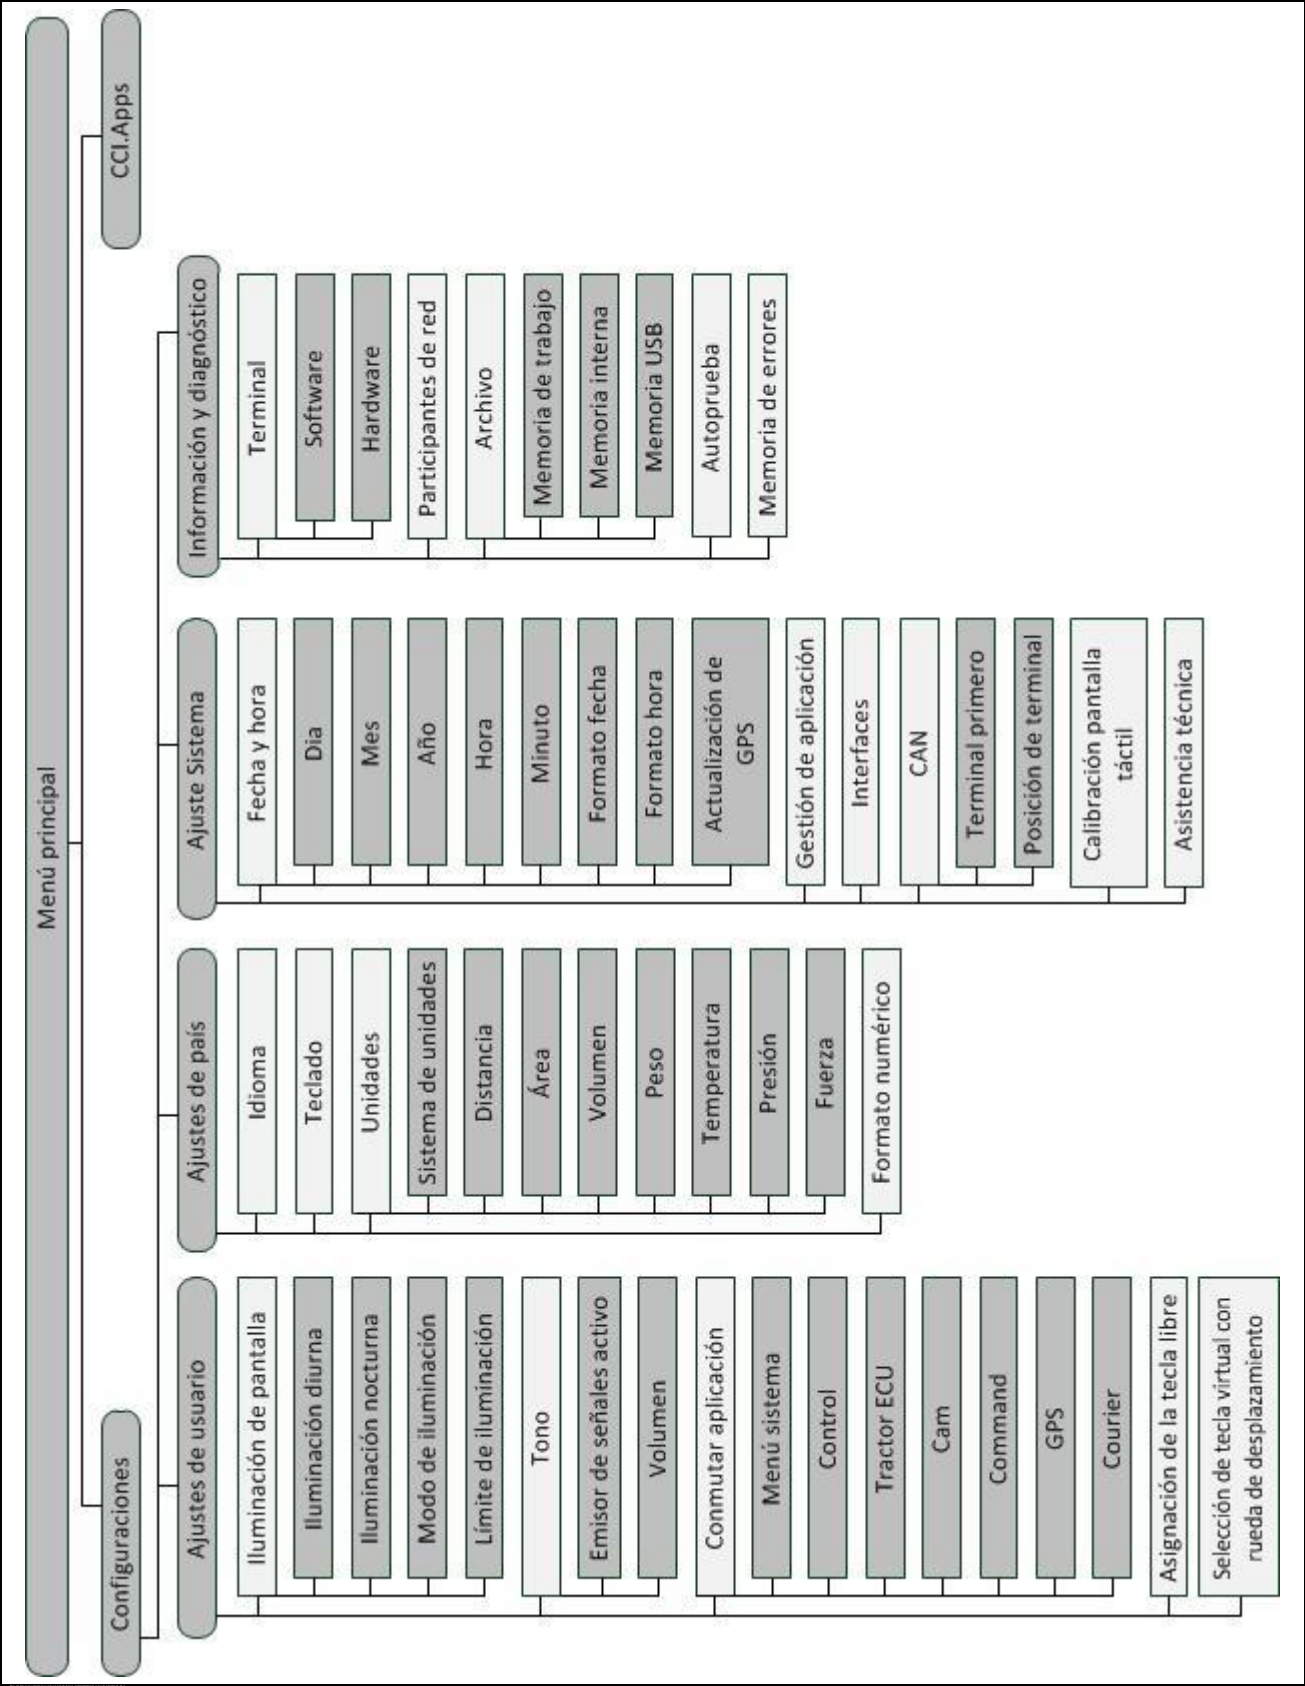 Menú principal
Configuraciones
CCI.Apps
Ajustes de usuario
Iluminación de pantalla
Iluminación diurna
Iluminación nocturna
Modo de iluminación
Límite de iluminación
Tono
Emisor de señales activo
Volumen
Conmutar aplicación
Menú sistema
Control
Tractor ECU
Cam
Command
GPS
Courier
Asignación de la tecla libre
Selección de tecla virtual con
rueda de desplazamiento
Ajustes de país
Idioma
Teclado
Unidades
Sistema de unidades
Distancia
Área
Volumen
Peso
Temperatura
Presión
Fuerza
Formato numérico
Ajuste Sistema
Fecha y hora
Dia
Mes
Año
Hora
Minuto
Formato fecha
Formato hora
Actualización de
GPS
Gestión de aplicación
Interfaces
CAN
Terminal primero
Posición de terminal
Calibración pantalla
táctil
Asistencia técnica
Información y diagnóstico
Terminal
Software
Hardware
Participantes de red
Archivo
Memoria de trabajo
Memoria interna
Memoria USB
Autoprueba
Memoria de errores